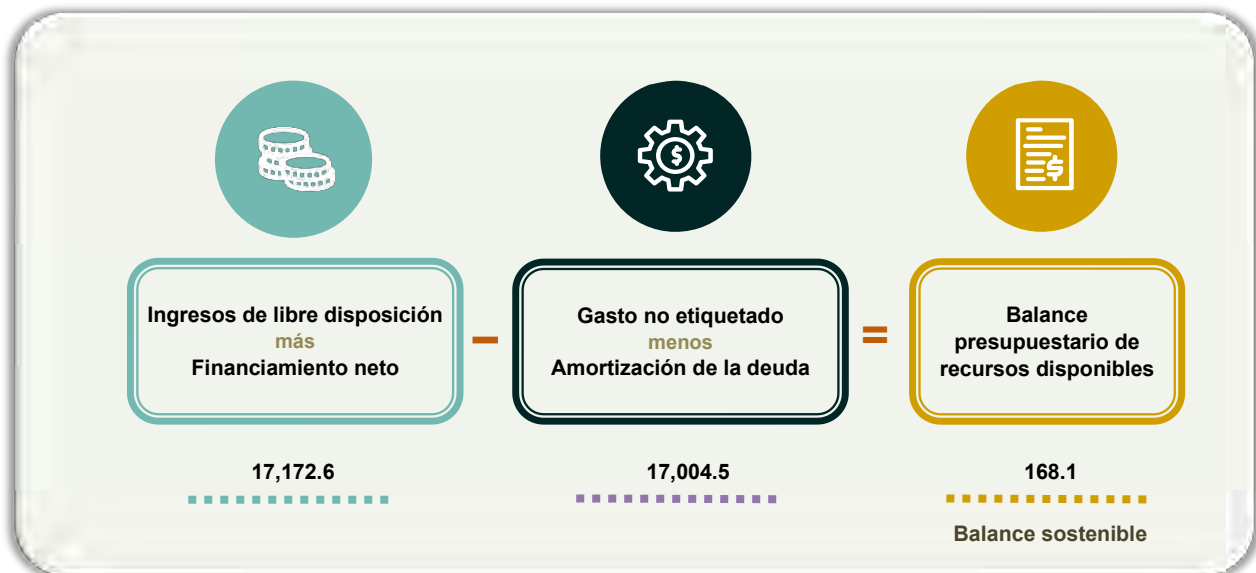 Ingresos de libre disposición
más
Financiamiento neto
−
Gasto no etiquetado
menos
Amortización de la deuda
=
Balance
presupuestario de
recursos disponibles
17,172.6
17,004.5
168.1
Balance sostenible